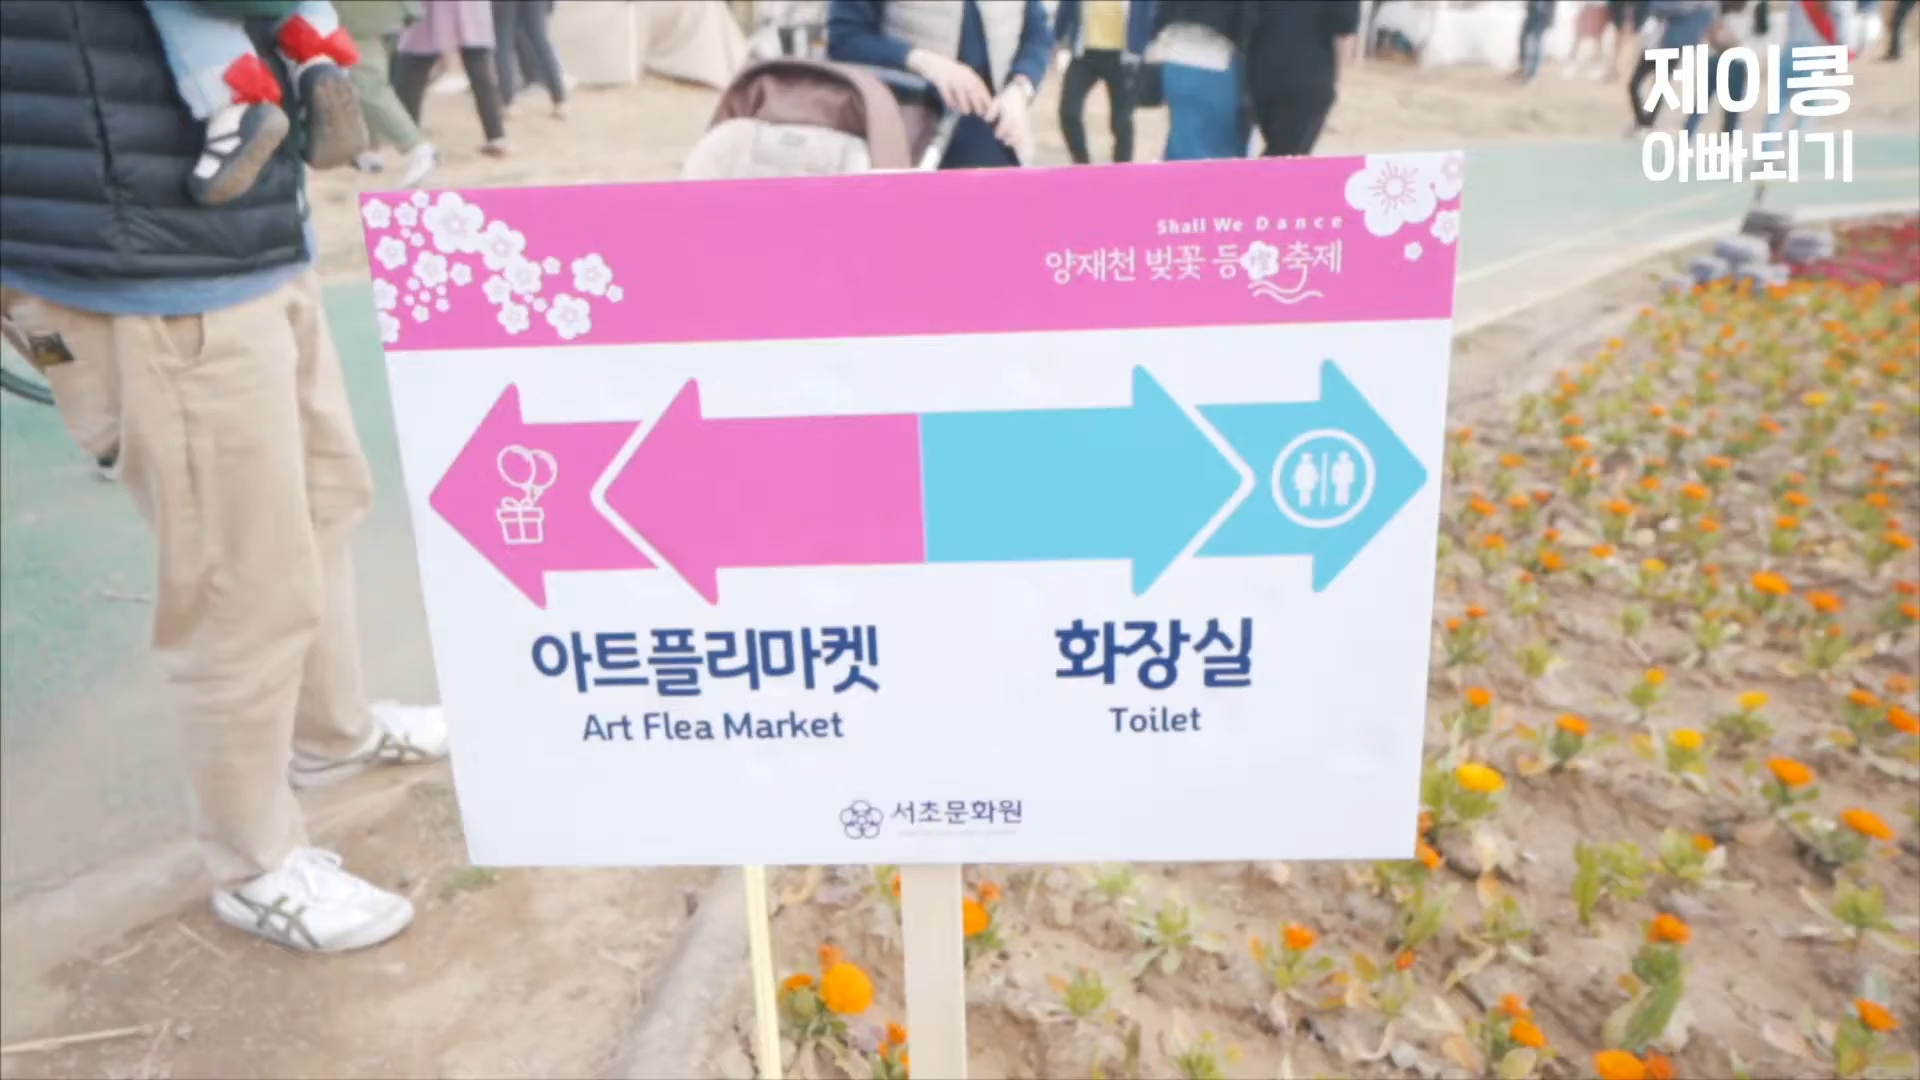 제이콩
아빠되기
Shall We Dance
양재천 벚꽃 등 축제
아트플리마켓
Art Flea Market
화장실
Toilet
서초문화원